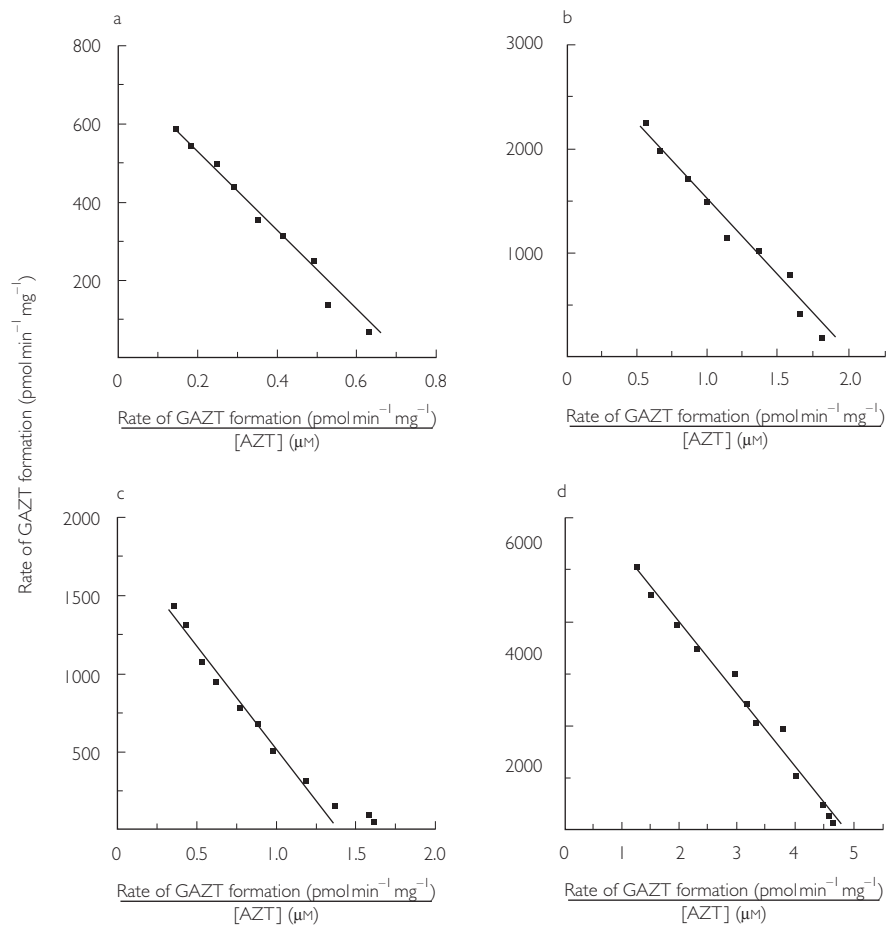 a
800
600
400
200
0 0.2 0.4 0.6 0.8
Rate of GAZT formation (pmol min⁻¹ mg⁻¹)
[AZT] (μM)
b
3000
2000
1000
0 0.5 1.0 1.5 2.0
Rate of GAZT formation (pmol min⁻¹ mg⁻¹)
[AZT] (μM)
Rate of GAZT formation (pmol min⁻¹ mg⁻¹)
c
2000
1500
1000
500
0 0.5 1.0 1.5 2.0
Rate of GAZT formation (pmol min⁻¹ mg⁻¹)
[AZT] (μM)
d
6000
4000
2000
0 1 2 3 4 5
Rate of GAZT formation (pmol min⁻¹ mg⁻¹)
[AZT] (μM)